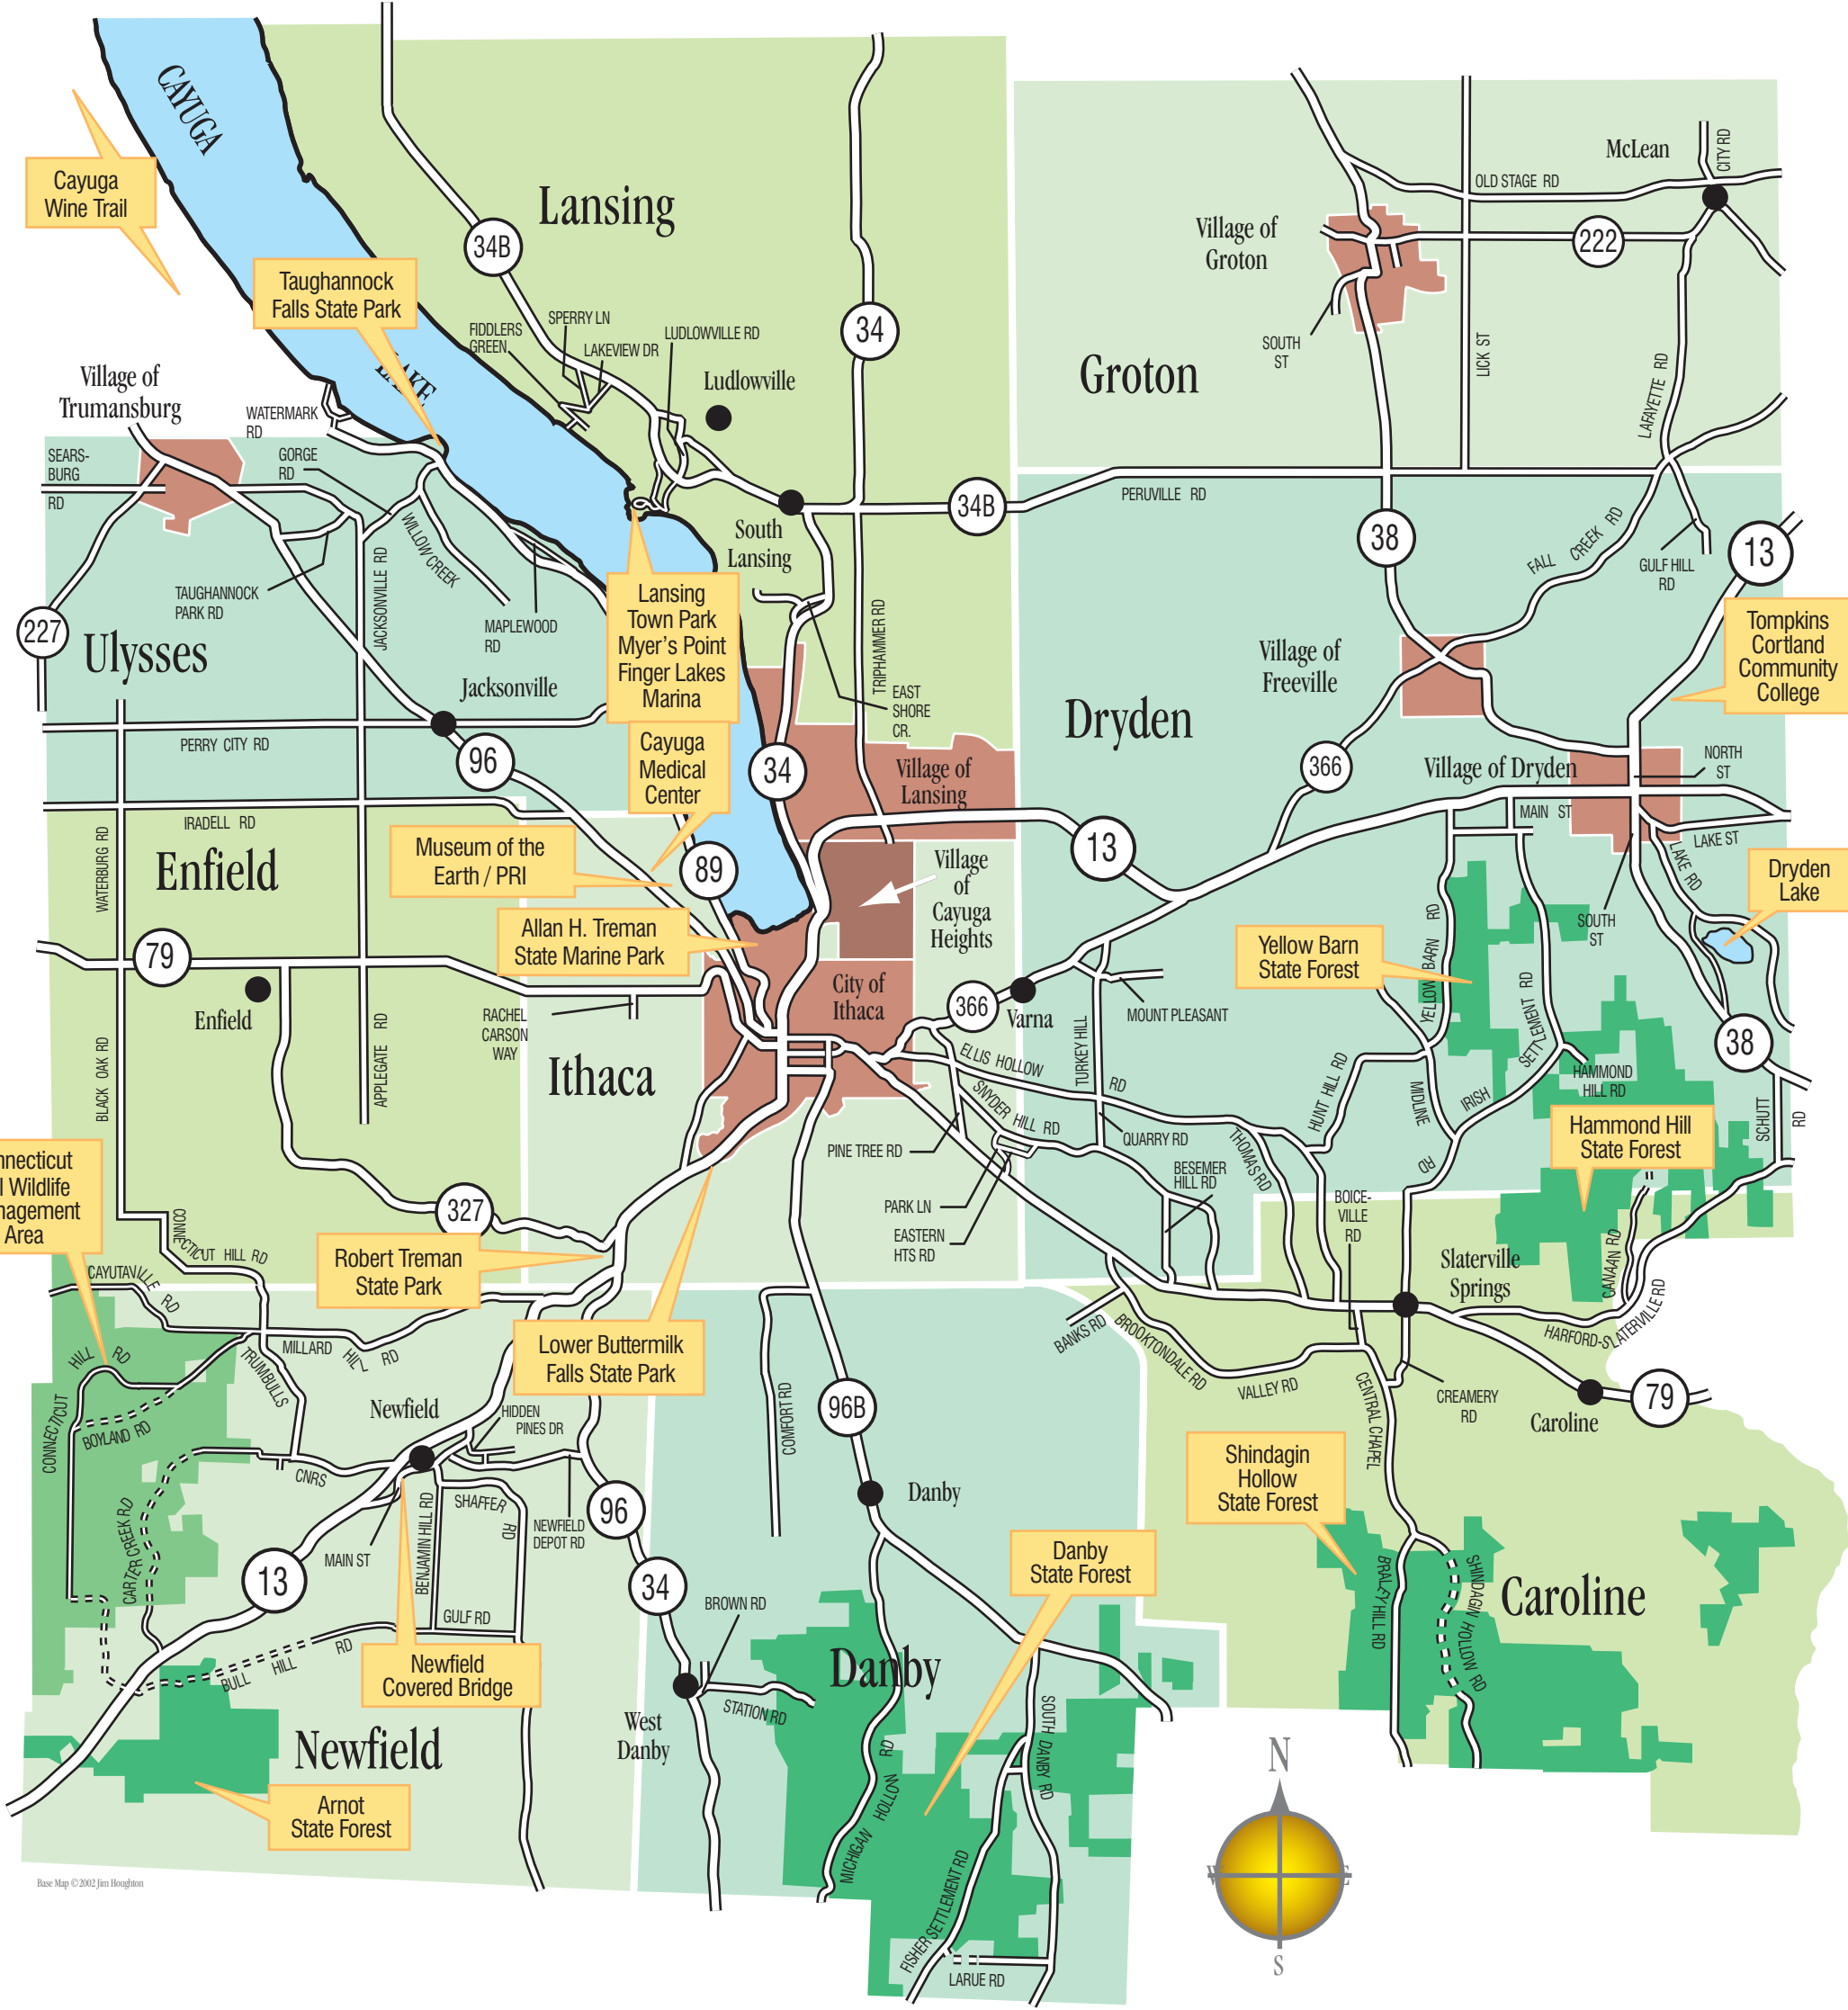 CAYUGA
LAKE
Cayuga
Wine Trail
Taughannock
Falls State Park
Lansing
34B
34
FIDDLERS
GREEN
SPERRY LN
LAKEVIEW DR
LUDLOWVILLE RD
Ludlowville
South
Lansing
34B
PERUVILLE RD
Groton
Village of
Groton
SOUTH
ST
LICK ST
OLD STAGE RD
McLean
CITY RD
222
LAFAYETTE RD
38
FALL CREEK RD
GULF HILL
RD
13
Tompkins
Cortland
Community
College
Village of
Trumansburg
SEARS-
BURG
RD
WATERMARK
RD
GORGE
RD
WILLOW CREEK
TAUGHANNOCK
PARK RD
JACKSONVILLE RD
MAPLEWOOD
RD
227
Ulysses
Jacksonville
PERRY CITY RD
96
IRADELL RD
WATERBURG RD
Lansing
Town Park
Myer's Point
Finger Lakes
Marina
Cayuga
Medical
Center
TRIPHAMMER RD
EAST
SHORE
CR.
34
Village of
Lansing
Dryden
Village of
Freeville
366
Village of Dryden
NORTH
ST
MAIN ST
LAKE ST
LAKE RD
Dryden
Lake
SOUTH
ST
13
Enfield
Museum of the
Earth / PRI
89
Allan H. Treman
State Marine Park
Village
of
Cayuga
Heights
City of
Ithaca
79
Enfield
BLACK OAK RD
APPLEGATE RD
RACHEL
CARSON
WAY
Ithaca
366
Varna
MOUNT PLEASANT
TURKEY HILL
RD
ELLIS HOLLOW
SNYDER HILL RD
PINE TREE RD
QUARRY RD
PARK LN
EASTERN
HTS RD
BESEMER
HILL RD
THOMAS RD
HUNT HILL RD
Yellow Barn
State Forest
YELLOW BARN RD
MIDLINE
RD
IRISH
SETTLEMENT RD
HAMMOND
HILL RD
38
SCHUTT
RD
Hammond Hill
State Forest
BOICE-
VILLE
RD
Slaterville
Springs
CANAAN RD
HARFORD-SLATERVILLE RD
nnecticut
l Wildlife
nagement
Area
327
CONNECTICUT HILL RD
CAYUTAVILLE RD
Robert Treman
State Park
Lower Buttermilk
Falls State Park
MILLARD HILL RD
TRUMBULLS
HILL RD
CONNECTICUT
BOYLAND RD
CARTER CREEK RD
CNRS
Newfield
HIDDEN
PINES DR
SHAFFER
RD
NEWFIELD
DEPOT RD
MAIN ST
BENJAMIN HILL RD
13
GULF RD
BULL HILL RD
Newfield
Covered Bridge
Newfield
Arnot
State Forest
96
34
BROWN RD
STATION RD
West
Danby
COMFORT RD
96B
Danby
Danby
MICHIGAN HOLLOW RD
Danby
State Forest
SOUTH DANBY RD
FISHER SETTLEMENT RD
LARUE RD
BANKS RD
BROOKTONDALE RD
VALLEY RD
CENTRAL CHAPEL
CREAMERY
RD
Caroline
79
Shindagin
Hollow
State Forest
BRALEY HILL RD
SHINDAGIN HOLLOW RD
Caroline
N
W
E
S
Base Map © 2002 Jim Houghton